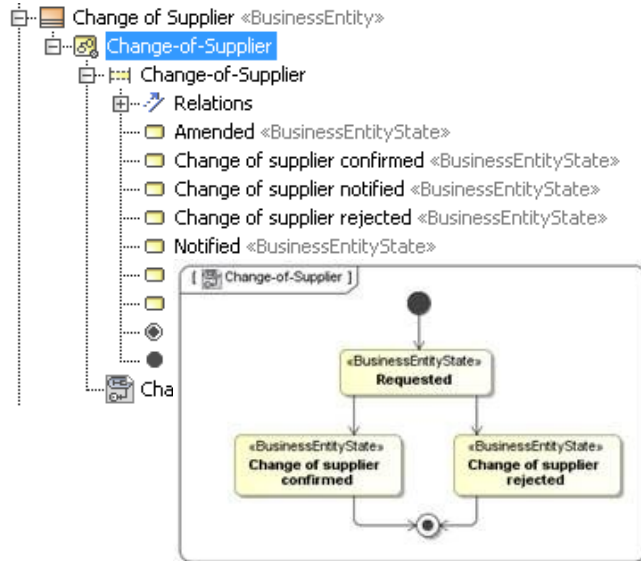 Change of Supplier «BusinessEntity»
Change-of-Supplier
Change-of-Supplier
Relations
Amended «BusinessEntityState»
Change of supplier confirmed «BusinessEntityState»
Change of supplier notified «BusinessEntityState»
Change of supplier rejected «BusinessEntityState»
Notified «BusinessEntityState»
Cha
[ Change-of-Supplier ]
«BusinessEntityState»
Requested
«BusinessEntityState»
Change of supplier
confirmed
«BusinessEntityState»
Change of supplier
rejected